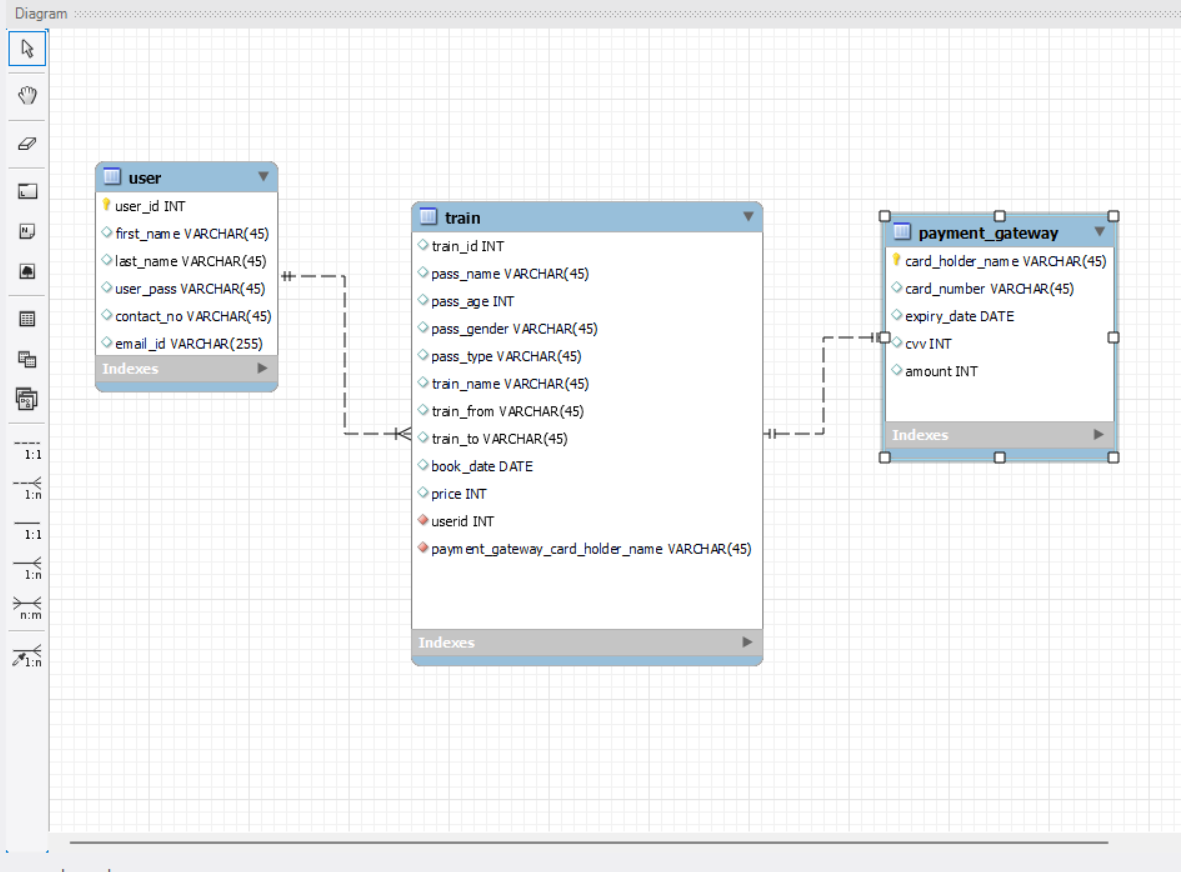 Diagram
1:1
1:n
1:1
1:n
n:m
1:n
user
user_id INT
first_name VARCHAR(45)
last_name VARCHAR(45)
user_pass VARCHAR(45)
contact_no VARCHAR(45)
email_id VARCHAR(255)
Indexes
train
train_id INT
pass_name VARCHAR(45)
pass_age INT
pass_gender VARCHAR(45)
pass_type VARCHAR(45)
train_name VARCHAR(45)
train_from VARCHAR(45)
train_to VARCHAR(45)
book_date DATE
price INT
userid INT
payment_gateway_card_holder_name VARCHAR(45)
Indexes
payment_gateway
card_holder_name VARCHAR(45)
card_number VARCHAR(45)
expiry_date DATE
cvv INT
amount INT
Indexes